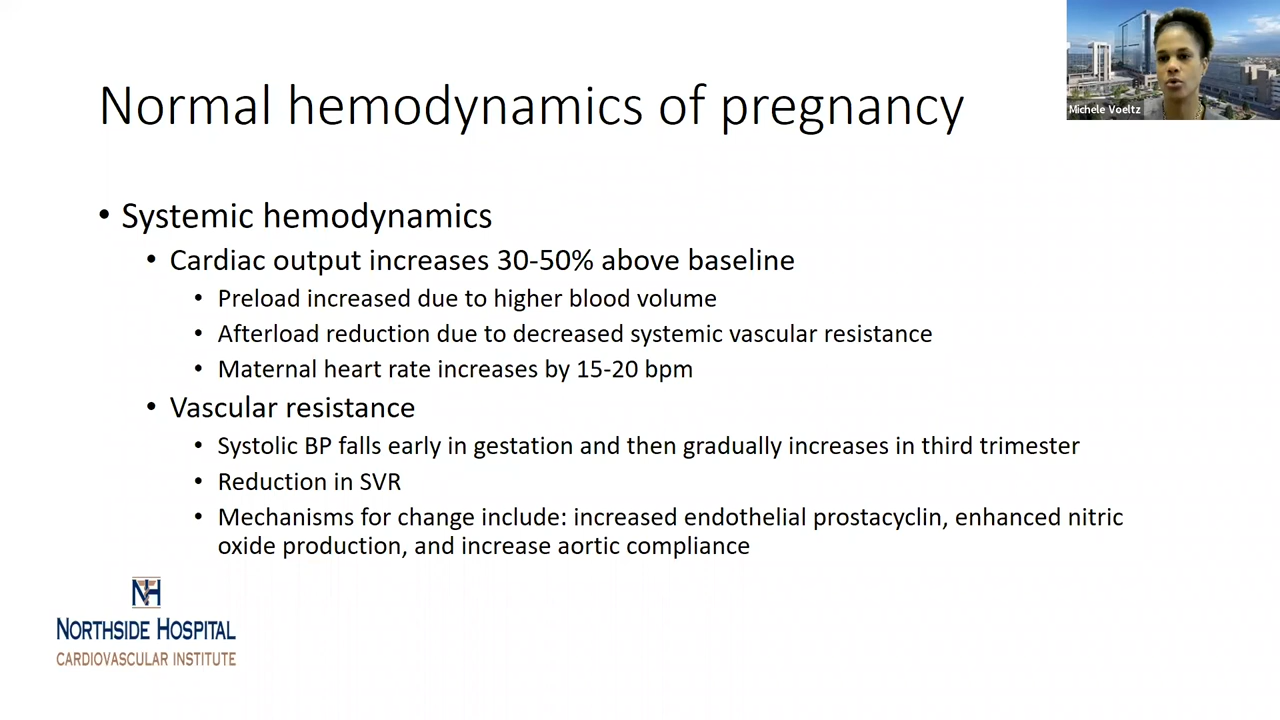 Normal hemodynamics of pregnancy
Michele Voeltz
• Systemic hemodynamics
• Cardiac output increases 30-50% above baseline
• Preload increased due to higher blood volume
• Afterload reduction due to decreased systemic vascular resistance
• Maternal heart rate increases by 15-20 bpm
• Vascular resistance
• Systolic BP falls early in gestation and then gradually increases in third trimester
• Reduction in SVR
• Mechanisms for change include: increased endothelial prostacyclin, enhanced nitric
oxide production, and increase aortic compliance
NH
NORTHSIDE HOSPITAL
CARDIOVASCULAR INSTITUTE